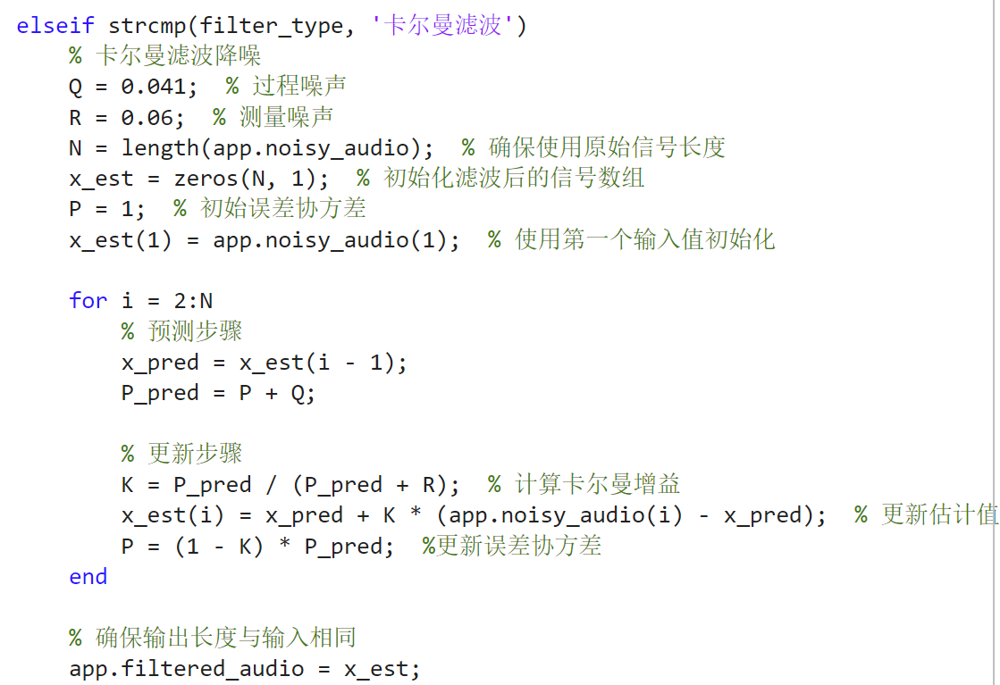 elseif strcmp(filter_type, '卡尔曼滤波')
% 卡尔曼滤波降噪
Q = 0.041;  % 过程噪声
R = 0.06;  % 测量噪声
N = length(app.noisy_audio);  % 确保使用原始信号长度
x_est = zeros(N, 1);  % 初始化滤波后的信号数组
P = 1;  % 初始误差协方差
x_est(1) = app.noisy_audio(1);  % 使用第一个输入值初始化
for i = 2:N
% 预测步骤
x_pred = x_est(i - 1);
P_pred = P + Q;
% 更新步骤
K = P_pred / (P_pred + R);  % 计算卡尔曼增益
x_est(i) = x_pred + K * (app.noisy_audio(i) - x_pred);  % 更新估计值
P = (1 - K) * P_pred;  %更新误差协方差
end
% 确保输出长度与输入相同
app.filtered_audio = x_est;